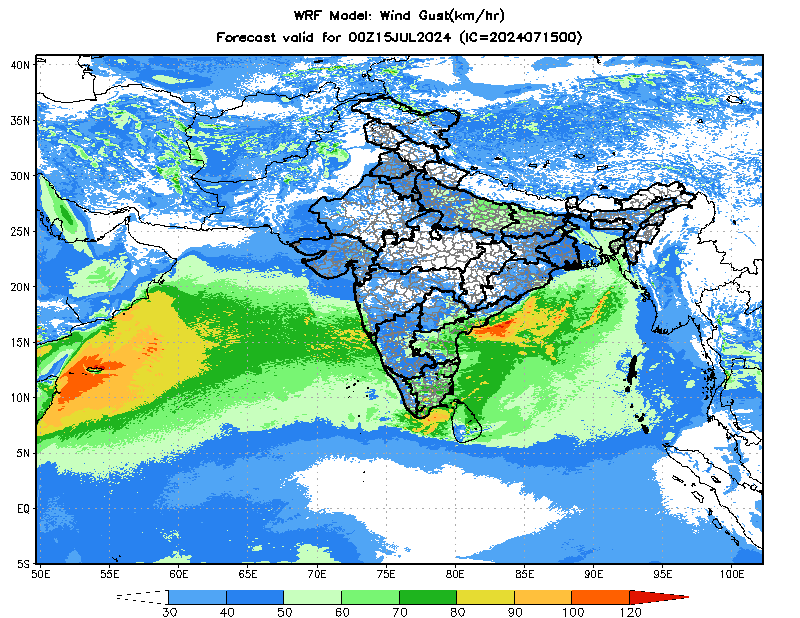 WRF Model: Wind Gust(km/hr)
Forecast valid for 00Z15JUL2024 (IC=2024071500)
40N
35N
30N
25N
20N
15N
10N
5N
EQ
5S
50E 55E 60E 65E 70E 75E 80E 85E 90E 95E 100E
30 40 50 60 70 80 90 100 120